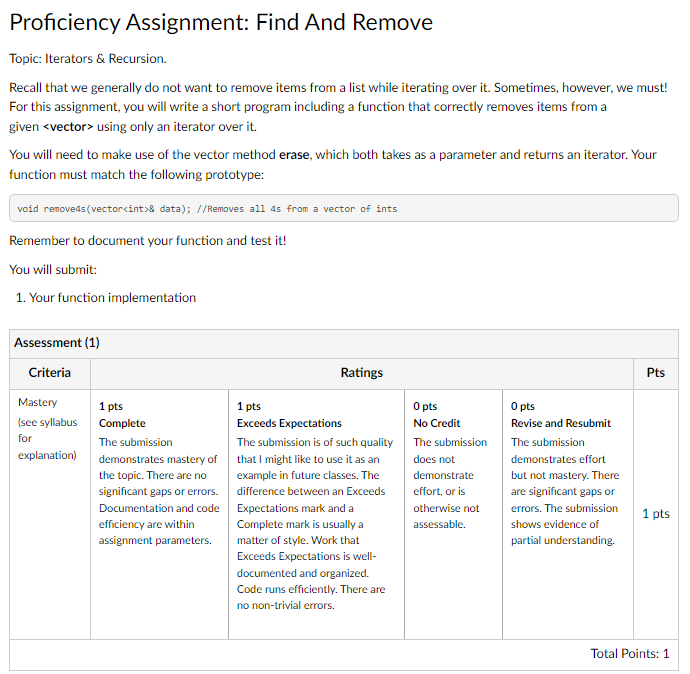 Proficiency Assignment: Find And Remove
Topic: Iterators & Recursion.
Recall that we generally do not want to remove items from a list while iterating over it. Sometimes, however, we must!
For this assignment, you will write a short program including a function that correctly removes items from a
given <vector> using only an iterator over it.
You will need to make use of the vector method erase, which both takes as a parameter and returns an iterator. Your
function must match the following prototype:
void remove4s(vector<int>& data); //Removes all 4s from a vector of ints
Remember to document your function and test it!
You will submit:
1. Your function implementation
Assessment (1)
Criteria
Ratings
Pts
Mastery
(see syllabus
for
explanation)
1 pts
Complete
The submission
demonstrates mastery of
the topic. There are no
significant gaps or errors.
Documentation and code
efficiency are within
assignment parameters.
1 pts
Exceeds Expectations
The submission is of such quality
that I might like to use it as an
example in future classes. The
difference between an Exceeds
Expectations mark and a
Complete mark is usually a
matter of style. Work that
Exceeds Expectations is well-
documented and organized.
Code runs efficiently. There are
no non-trivial errors.
0 pts
No Credit
The submission
does not
demonstrate
effort, or is
otherwise not
assessable.
0 pts
Revise and Resubmit
The submission
demonstrates effort
but not mastery. There
are significant gaps or
errors. The submission
shows evidence of
partial understanding.
1 pts
Total Points: 1